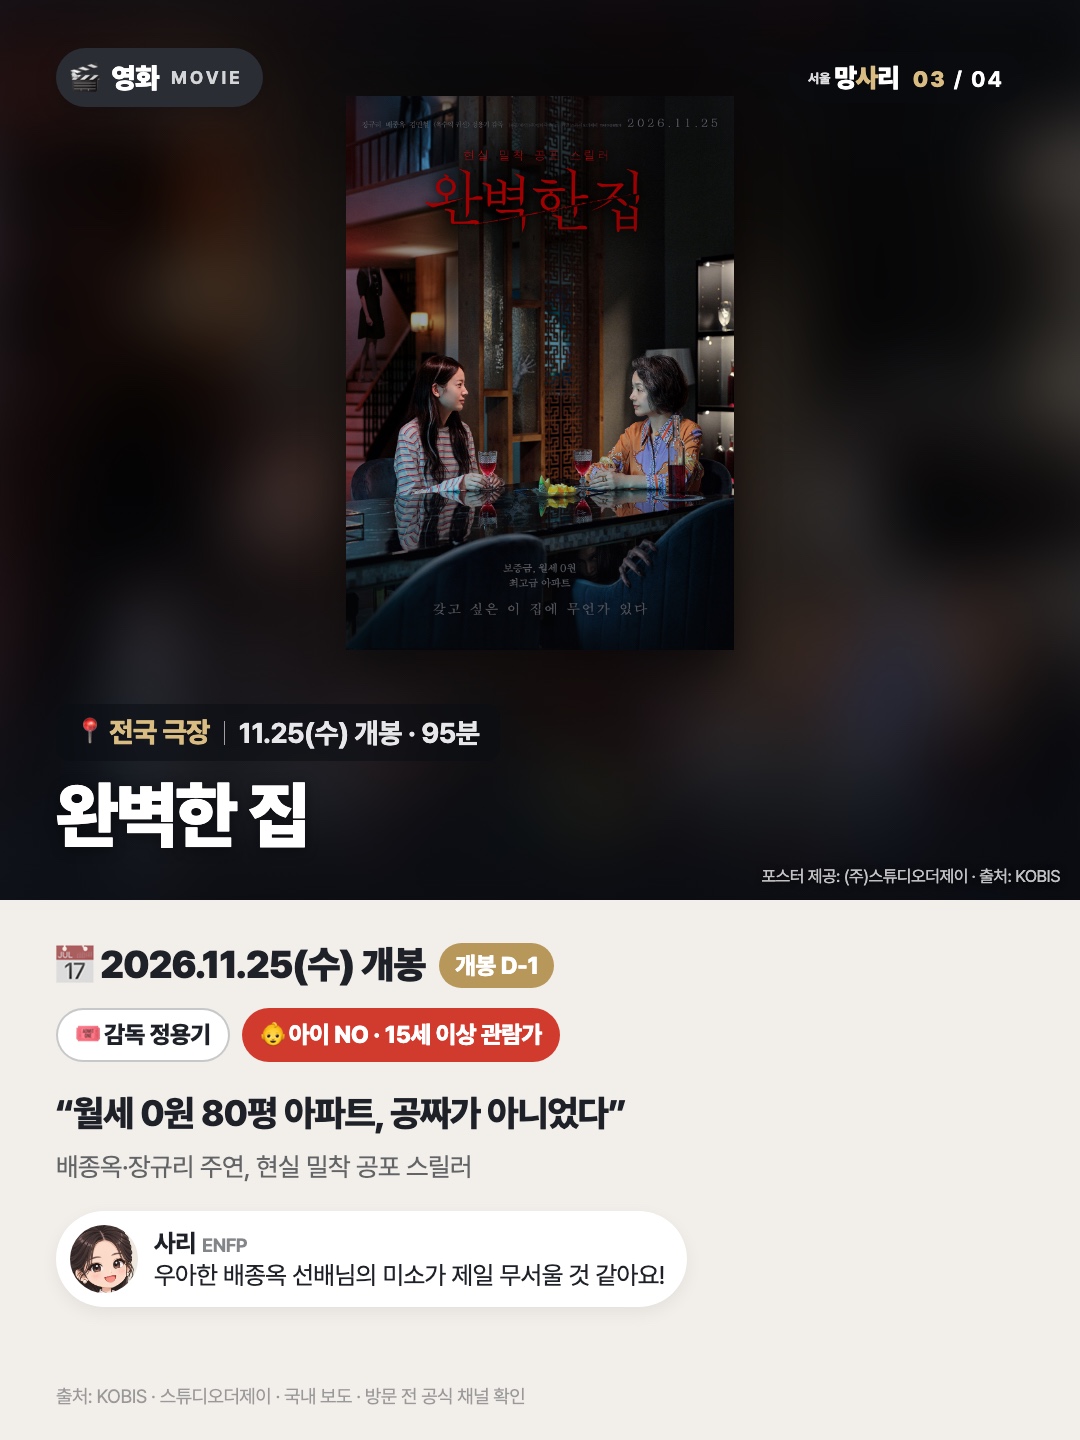 영화 MOVIE
서울 망사리 03 / 04
2026.11.25
현실 밀착 공포 스릴러
완벽한 집
보증금, 월세 0원
최고급 아파트
갖고 싶은 이 집에 무언가 있다
전국 극장 | 11.25(수) 개봉 · 95분
완벽한 집
포스터 제공: (주)스튜디오더제이 · 출처: KOBIS
JUL 17 2026.11.25(수) 개봉 개봉 D-1
감독 정용기 아이 NO · 15세 이상 관람가
“월세 0원 80평 아파트, 공짜가 아니었다”
배종옥·장규리 주연, 현실 밀착 공포 스릴러
사리 ENFP
우아한 배종옥 선배님의 미소가 제일 무서울 것 같아요!
출처: KOBIS · 스튜디오더제이 · 국내 보도 · 방문 전 공식 채널 확인